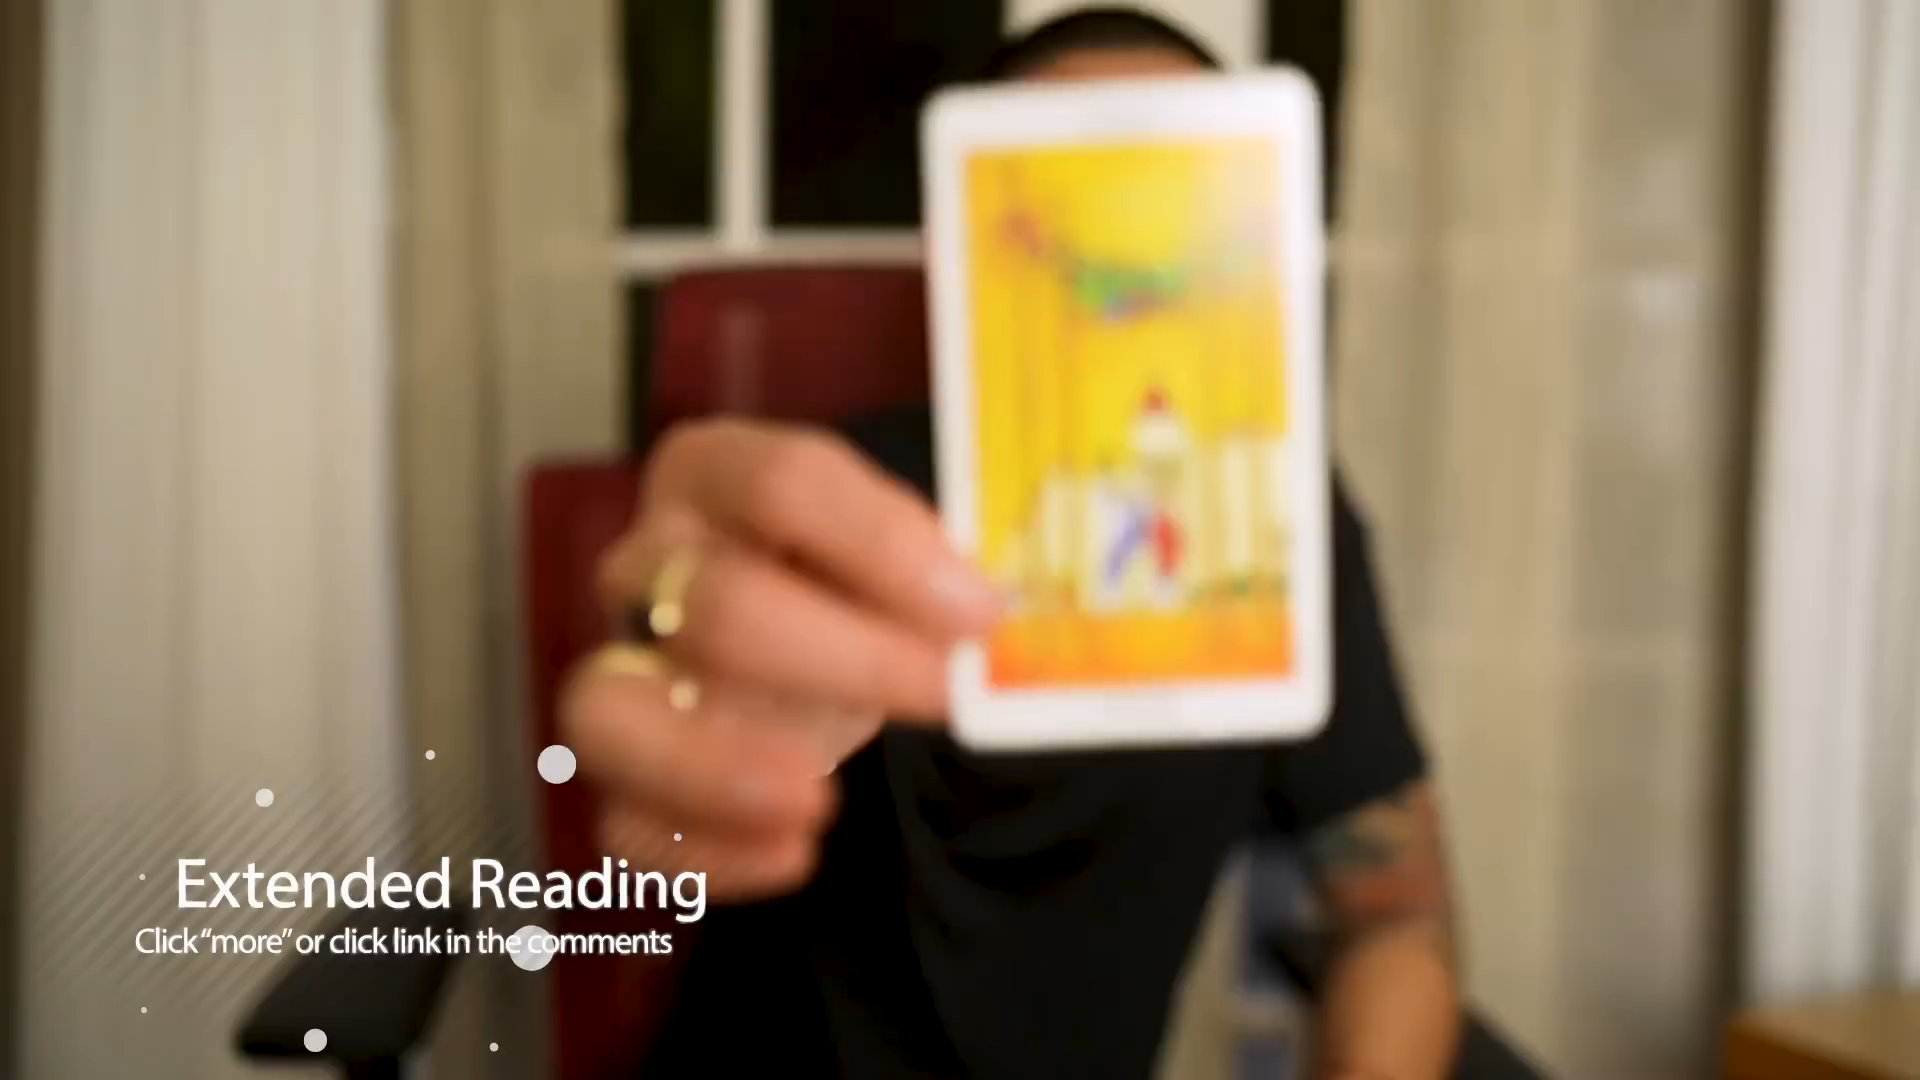 Extended Reading
Click “more” or click link in the comments